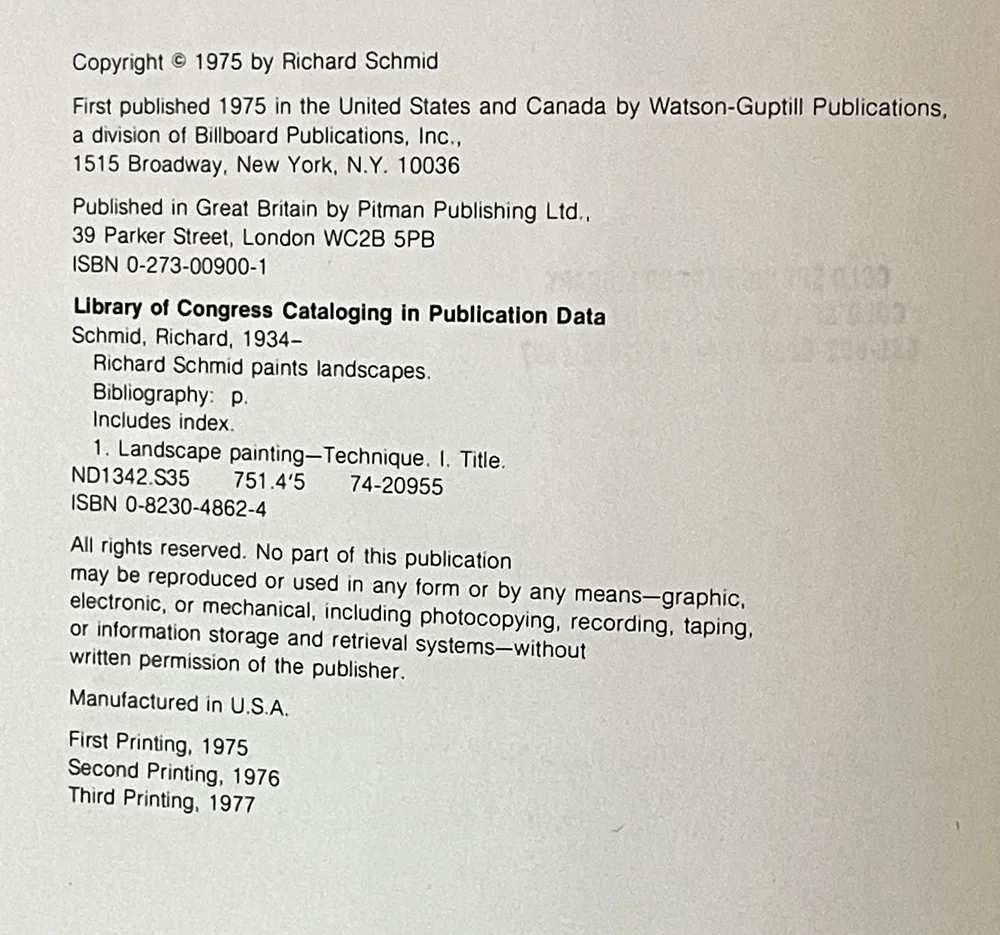 Copyright © 1975 by Richard Schmid
First published 1975 in the United States and Canada by Watson-Guptill Publications,
a division of Billboard Publications, Inc.,
1515 Broadway, New York, N.Y. 10036
Published in Great Britain by Pitman Publishing Ltd.,
39 Parker Street, London WC2B 5PB
ISBN 0-273-00900-1
Library of Congress Cataloging in Publication Data
Schmid, Richard, 1934–
Richard Schmid paints landscapes.
Bibliography: p.
Includes index.
1. Landscape painting—Technique. I. Title.
ND1342.S35 751.4'5 74-20955
ISBN 0-8230-4862-4
All rights reserved. No part of this publication
may be reproduced or used in any form or by any means—graphic,
electronic, or mechanical, including photocopying, recording, taping,
or information storage and retrieval systems—without
written permission of the publisher.
Manufactured in U.S.A.
First Printing, 1975
Second Printing, 1976
Third Printing, 1977